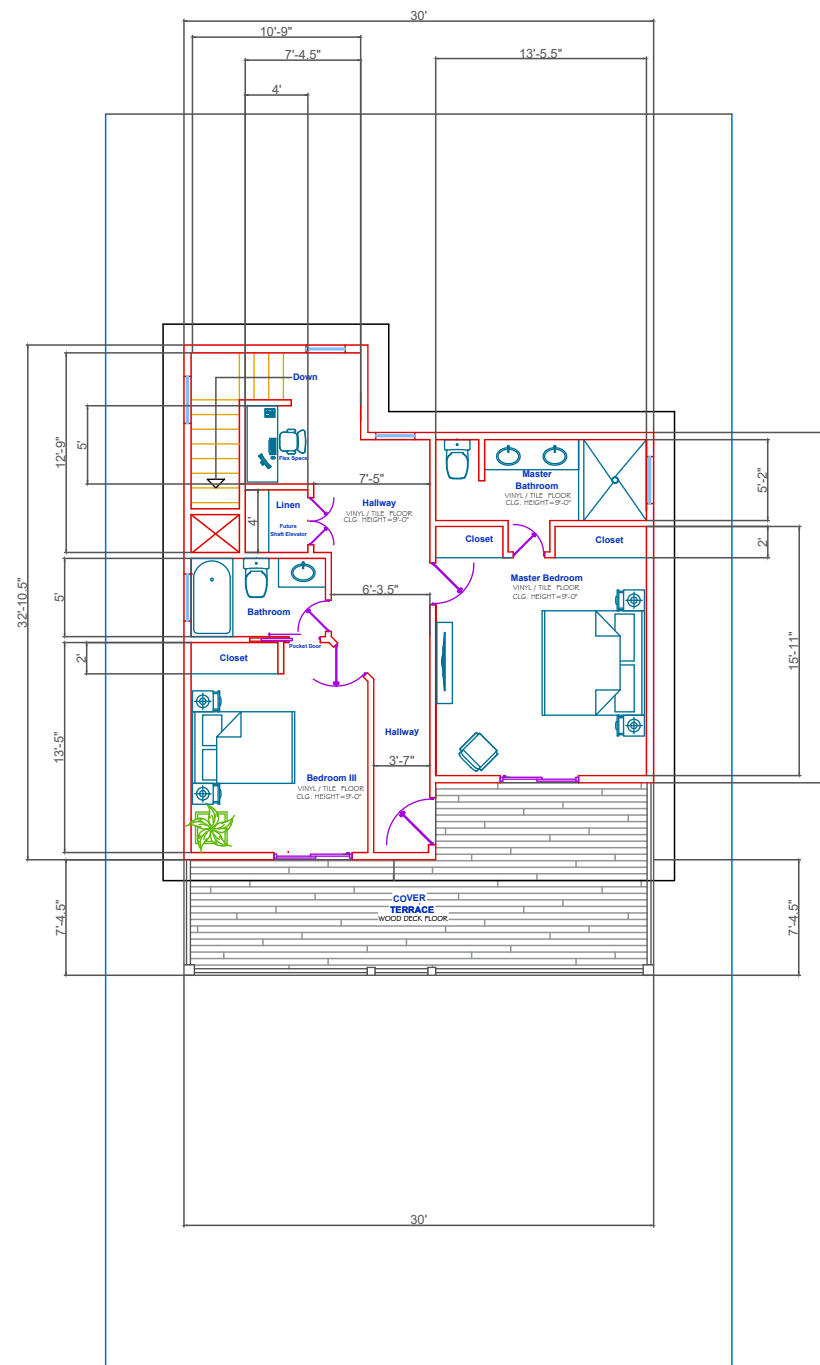 30'
10'-9"
7'-4.5"
13'-5.5"
4'
Down
5'
12'-9"
Flex Space
7'-5"
Master
Bathroom
VINYL / TILE FLOOR
CLG. HEIGHT=9'-0"
5'-2"
Linen
Hallway
VINYL / TILE FLOOR
CLG. HEIGHT=9'-0"
4'
Future
Shaft Elevator
Closet
Closet
2'
32'-10.5"
5'
6'-3.5"
Master Bedroom
VINYL / TILE FLOOR
CLG. HEIGHT=9'-0"
Bathroom
15'-11"
Pocket Door
2'
Closet
13'-5"
Hallway
3'-7"
Bedroom III
VINYL / TILE FLOOR
CLG. HEIGHT=9'-0"
COVER
TERRACE
WOOD DECK FLOOR
7'-4.5"
7'-4.5"
30'